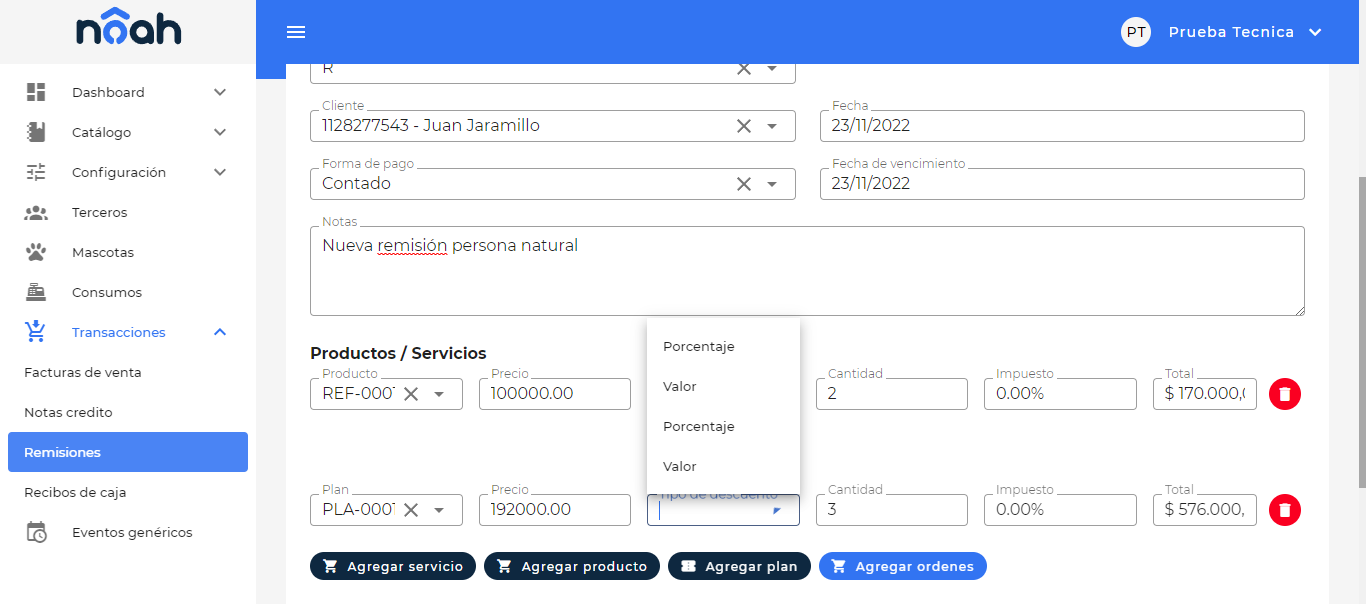 nôah
PT Prueba Tecnica
Dashboard
Catálogo
Configuración
Terceros
Mascotas
Consumos
Transacciones
Facturas de venta
Notas credito
Remisiones
Recibos de caja
Eventos genéricos
R
Cliente
1128277543 - Juan Jaramillo
Fecha
23/11/2022
Forma de pago
Contado
Fecha de vencimiento
23/11/2022
Notas
Nueva remisión persona natural
Productos / Servicios
Producto
REF-0001
Precio
100000.00
Porcentaje
Valor
Porcentaje
Valor
Cantidad
2
Impuesto
0.00%
Total
$ 170.000,
Plan
PLA-0001
Precio
192000.00
Tipo de descuento
Cantidad
3
Impuesto
0.00%
Total
$ 576.000,
Agregar servicio
Agregar producto
Agregar plan
Agregar ordenes